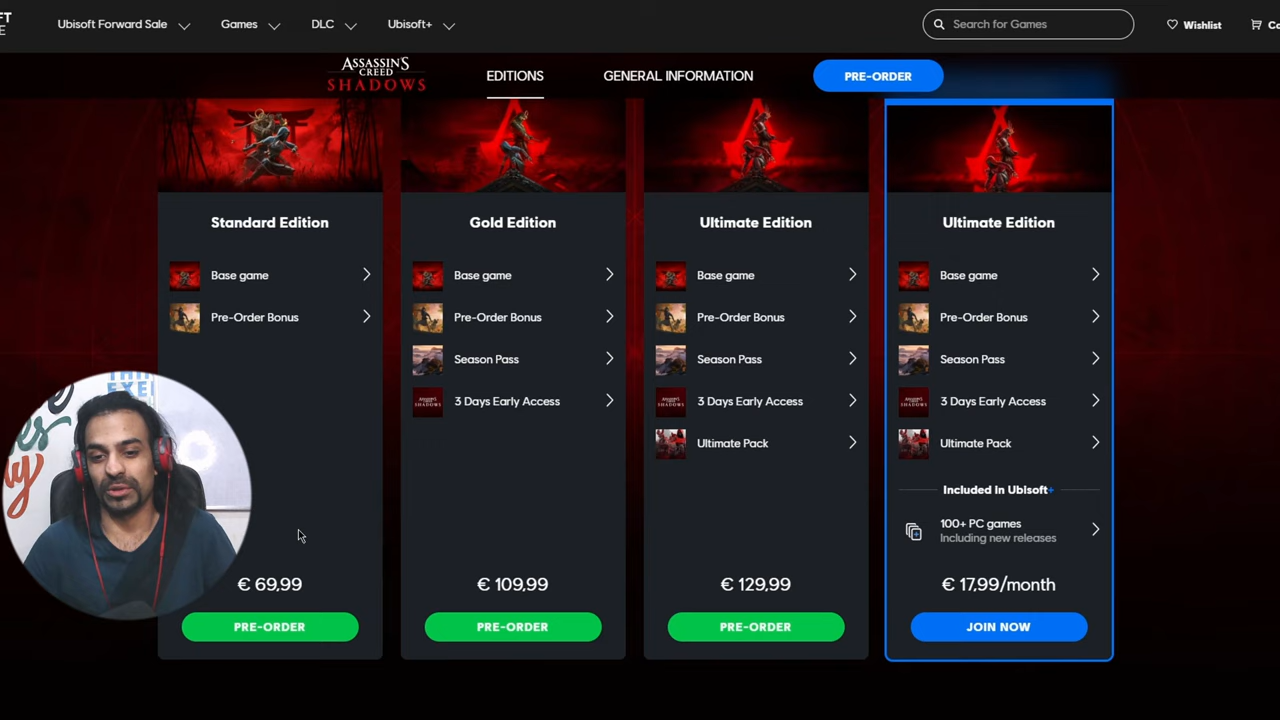 Ubisoft Forward Sale
Games
DLC
Ubisoft+
Search for Games
Wishlist
ASSASSIN'S
CREED
SHADOWS
EDITIONS
GENERAL INFORMATION
PRE-ORDER
Standard Edition
Base game
Pre-Order Bonus
€ 69,99
PRE-ORDER
Gold Edition
Base game
Pre-Order Bonus
Season Pass
3 Days Early Access
€ 109,99
PRE-ORDER
Ultimate Edition
Base game
Pre-Order Bonus
Season Pass
3 Days Early Access
Ultimate Pack
€ 129,99
PRE-ORDER
Ultimate Edition
Base game
Pre-Order Bonus
Season Pass
3 Days Early Access
Ultimate Pack
Included In Ubisoft+
100+ PC games
Including new releases
€ 17,99/month
JOIN NOW